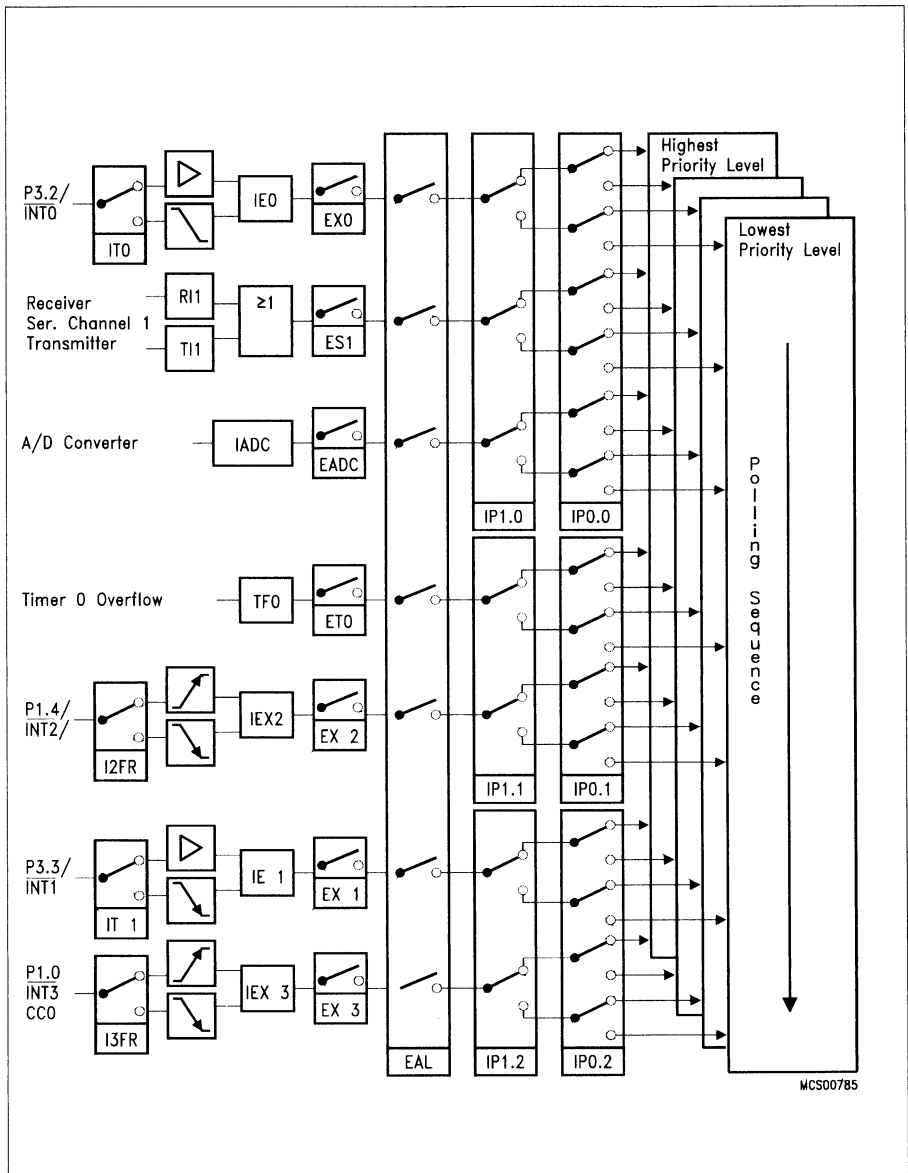 Highest
Priority Level
Lowest
Priority Level
P3.2/
INT0
IT0
IE0
EX0
Receiver
Ser. Channel 1
Transmitter
RI1
TI1
≥1
ES1
A/D Converter
IADC
EADC
IP1.0
IP0.0
Timer 0 Overflow
TF0
ET0
P1.4/
INT2/
I2FR
IEX2
EX 2
IP1.1
IP0.1
P3.3/
INT1
IT 1
IE 1
EX 1
P1.0
INT3
CC0
I3FR
IEX 3
EX 3
EAL
IP1.2
IP0.2
Polling Sequence
MCS00785